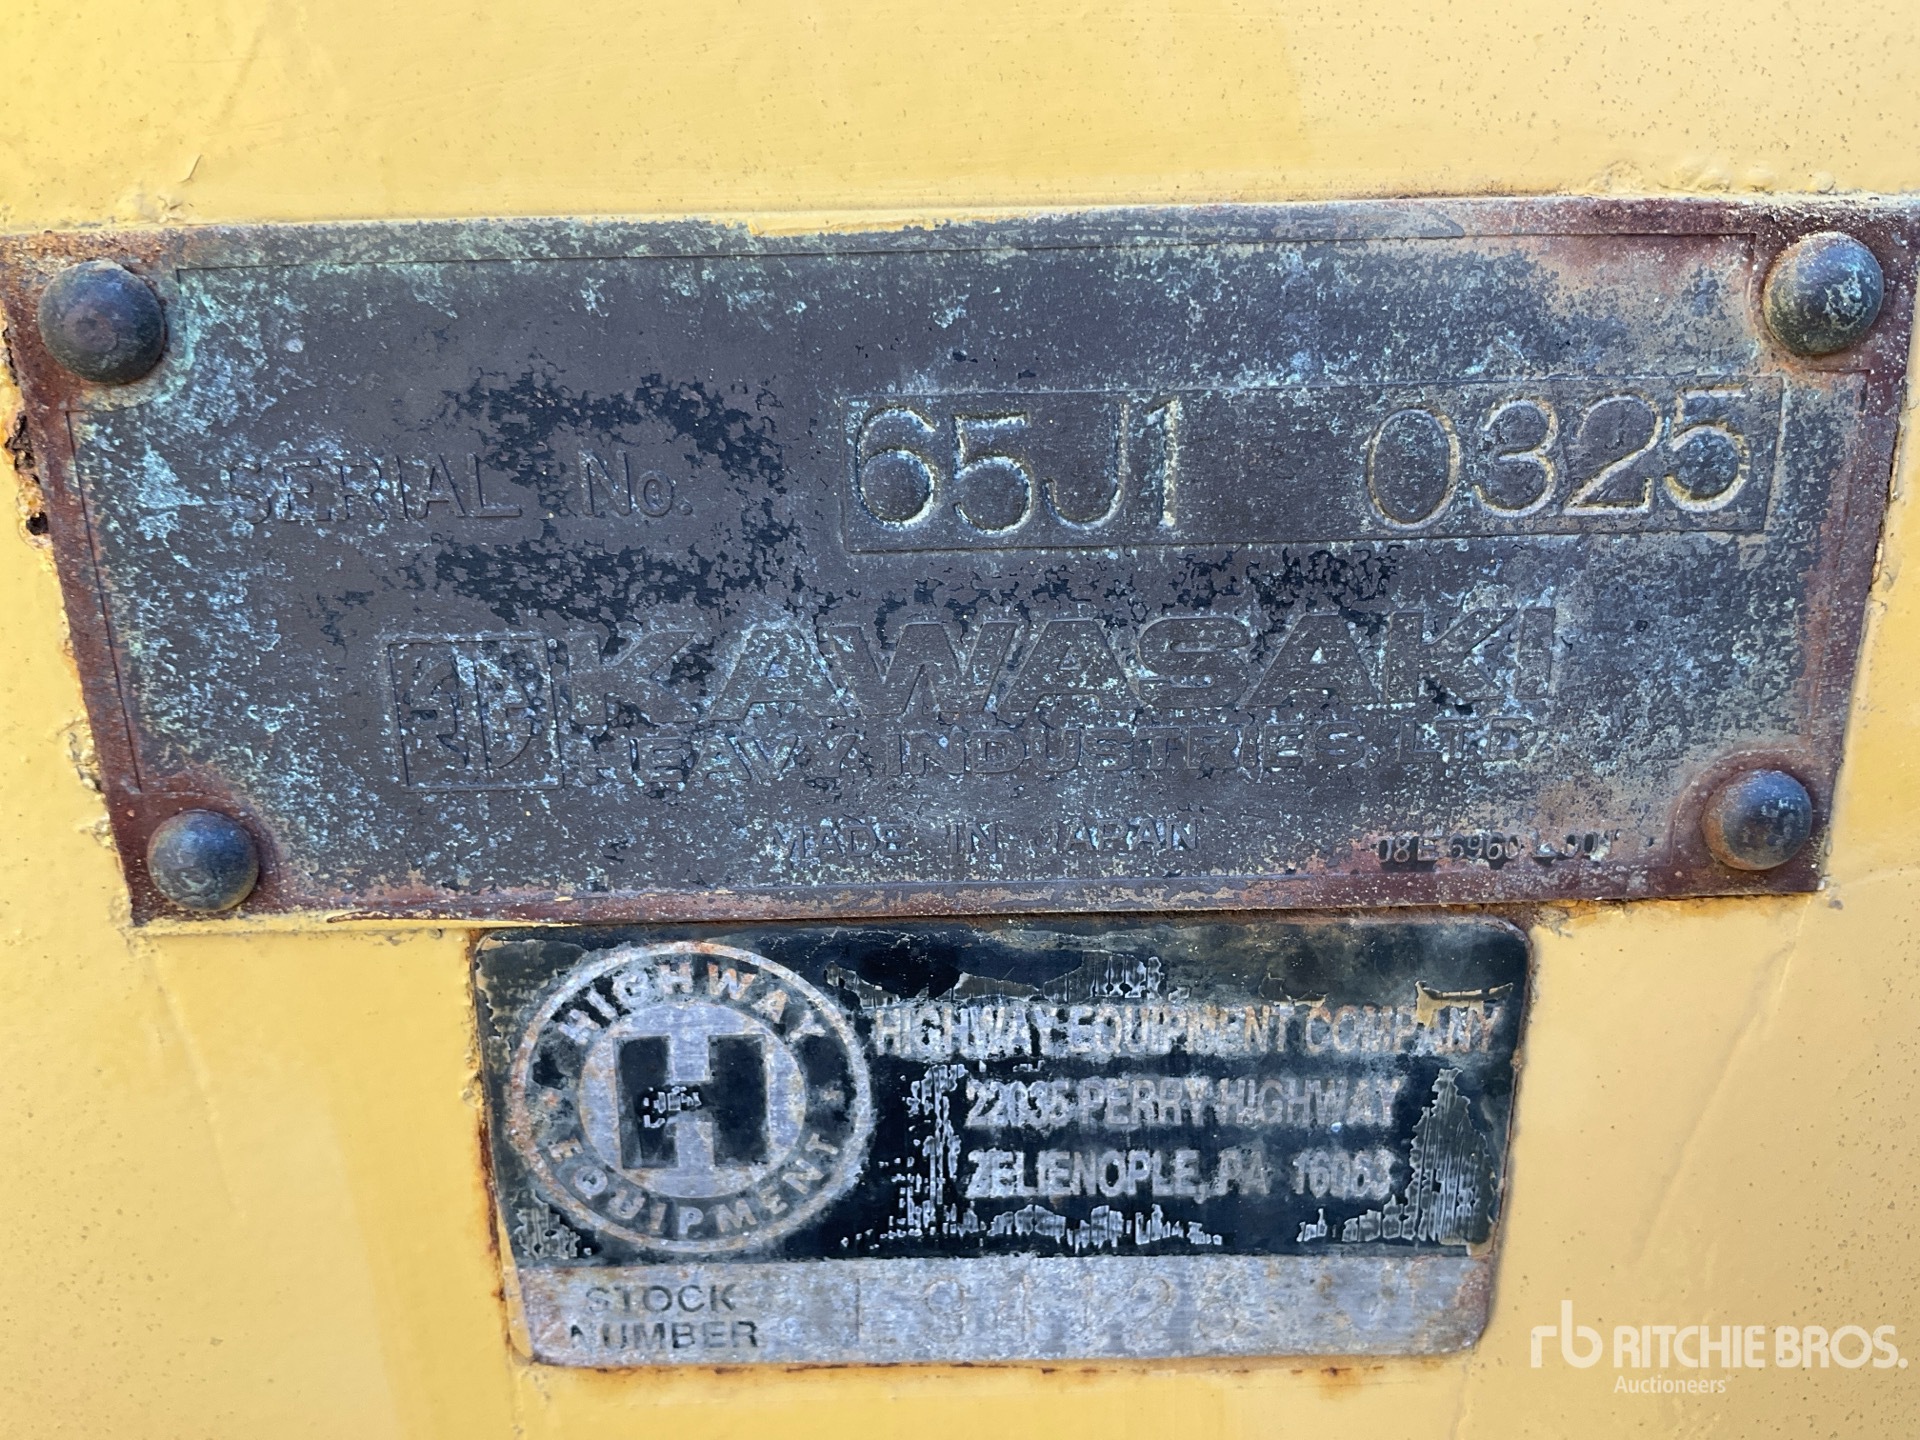 SERIAL No. 65J1 0325
KAWASAKI
HEAVY INDUSTRIES, LTD
MADE IN JAPAN
HIGHWAY EQUIPMENT
H
HIGHWAY EQUIPMENT COMPANY
22035 PERRY HIGHWAY
ZELIENOPLE, PA 16063
STOCK
NUMBER
rb RITCHIE BROS.
Auctioneers